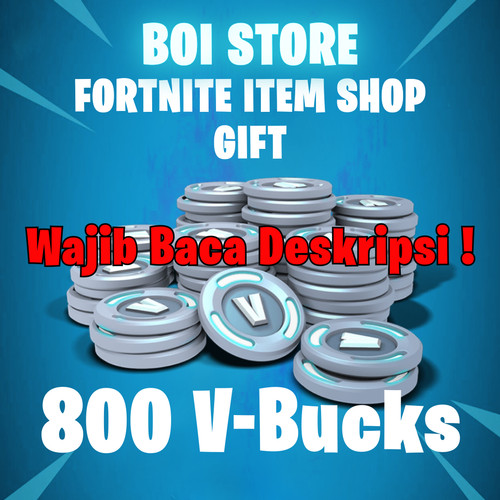 BOI STORE
FORTNITE ITEM SHOP
GIFT
Wajib Baca Deskripsi !
800 V-Bucks